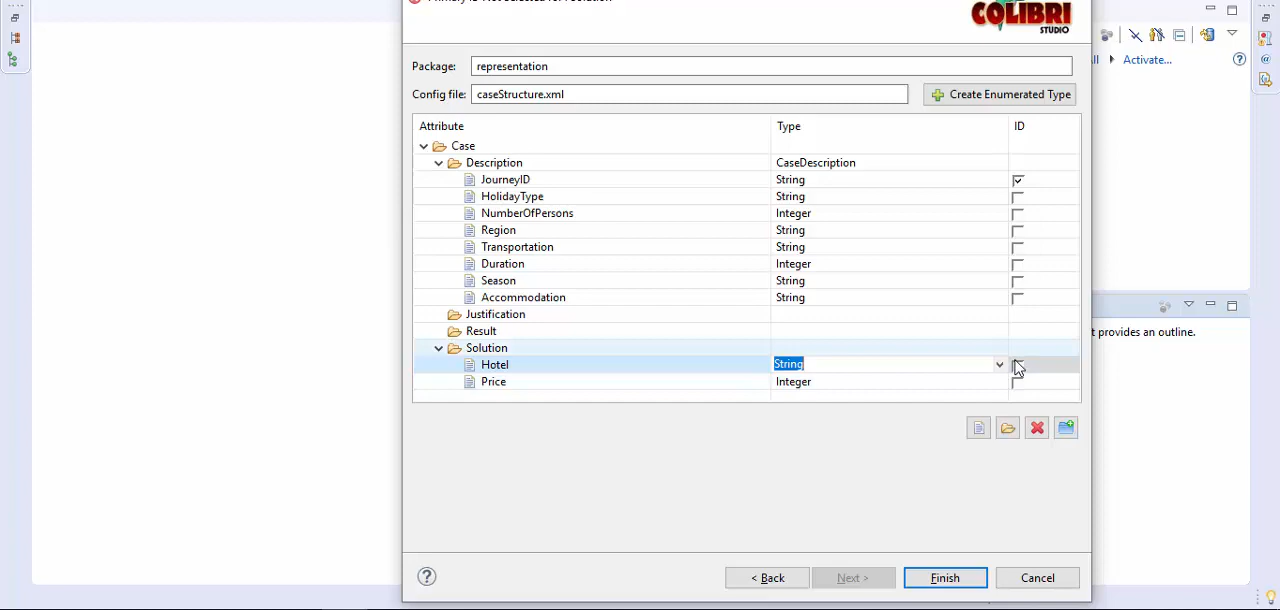 COLIBRI
STUDIO
Package: representation
Config file: caseStructure.xml Create Enumerated Type
Activate...
Attribute Type ID
Case
Description CaseDescription
JourneyID String
HolidayType String
NumberOfPersons Integer
Region String
Transportation String
Duration Integer
Season String
Accommodation String
Justification
Result
Solution
Hotel String
Price Integer
t provides an outline.
< Back Next > Finish Cancel